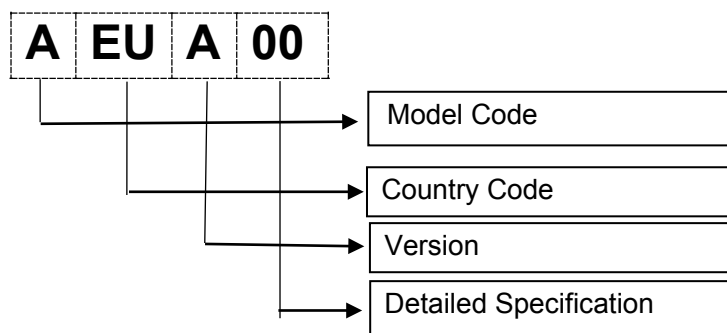 A EU A 00
Model Code
Country Code
Version
Detailed Specification